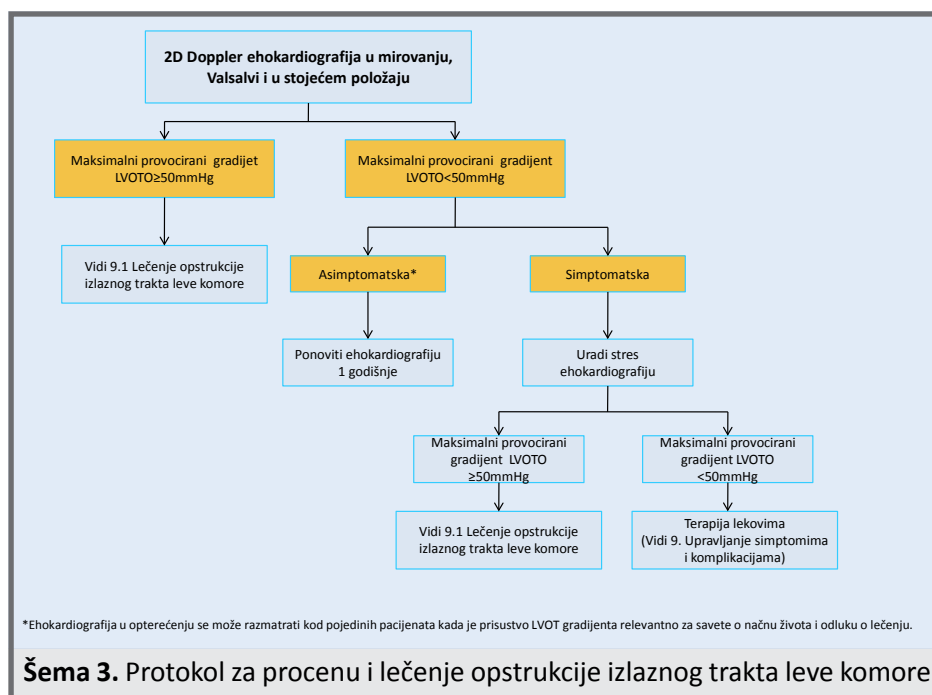 2D Doppler ehokardiografija u mirovanju,
Valsalvi i u stojećem položaju
Maksimalni provocirani gradijet
LVOTO≥50mmHg
Maksimalni provocirani gradijent
LVOTO<50mmHg
Vidi 9.1 Lečenje opstrukcije
izlaznog trakta leve komore
Asimptomatska*
Simptomatska
Ponoviti ehokardiografiju
1 godišnje
Uradi stres
ehokardiografiju
Maksimalni provocirani
gradijent LVOTO
≥50mmHg
Maksimalni provocirani
gradijent LVOTO
<50mmHg
Vidi 9.1 Lečenje opstrukcije
izlaznog trakta leve komore
Terapija lekovima
(Vidi 9. Upravljanje simptomima
i komplikacijama)
*Ehokardiografija u opterećenju se može razmatrati kod pojedinih pacijenata kada je prisustvo LVOT gradijenta relevantno za savete o načnu života i odluku o lečenju.
Šema 3. Protokol za procenu i lečenje opstrukcije izlaznog trakta leve komore